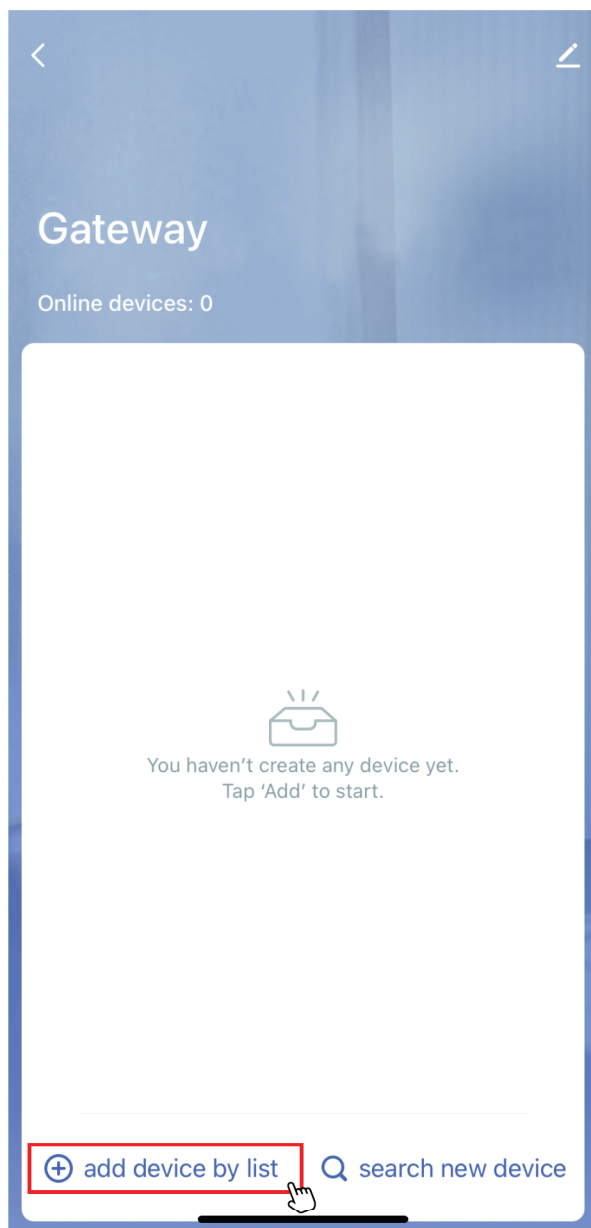 Gateway
Online devices: 0
You haven’t create any device yet.
Tap ‘Add’ to start.
add device by list
search new device